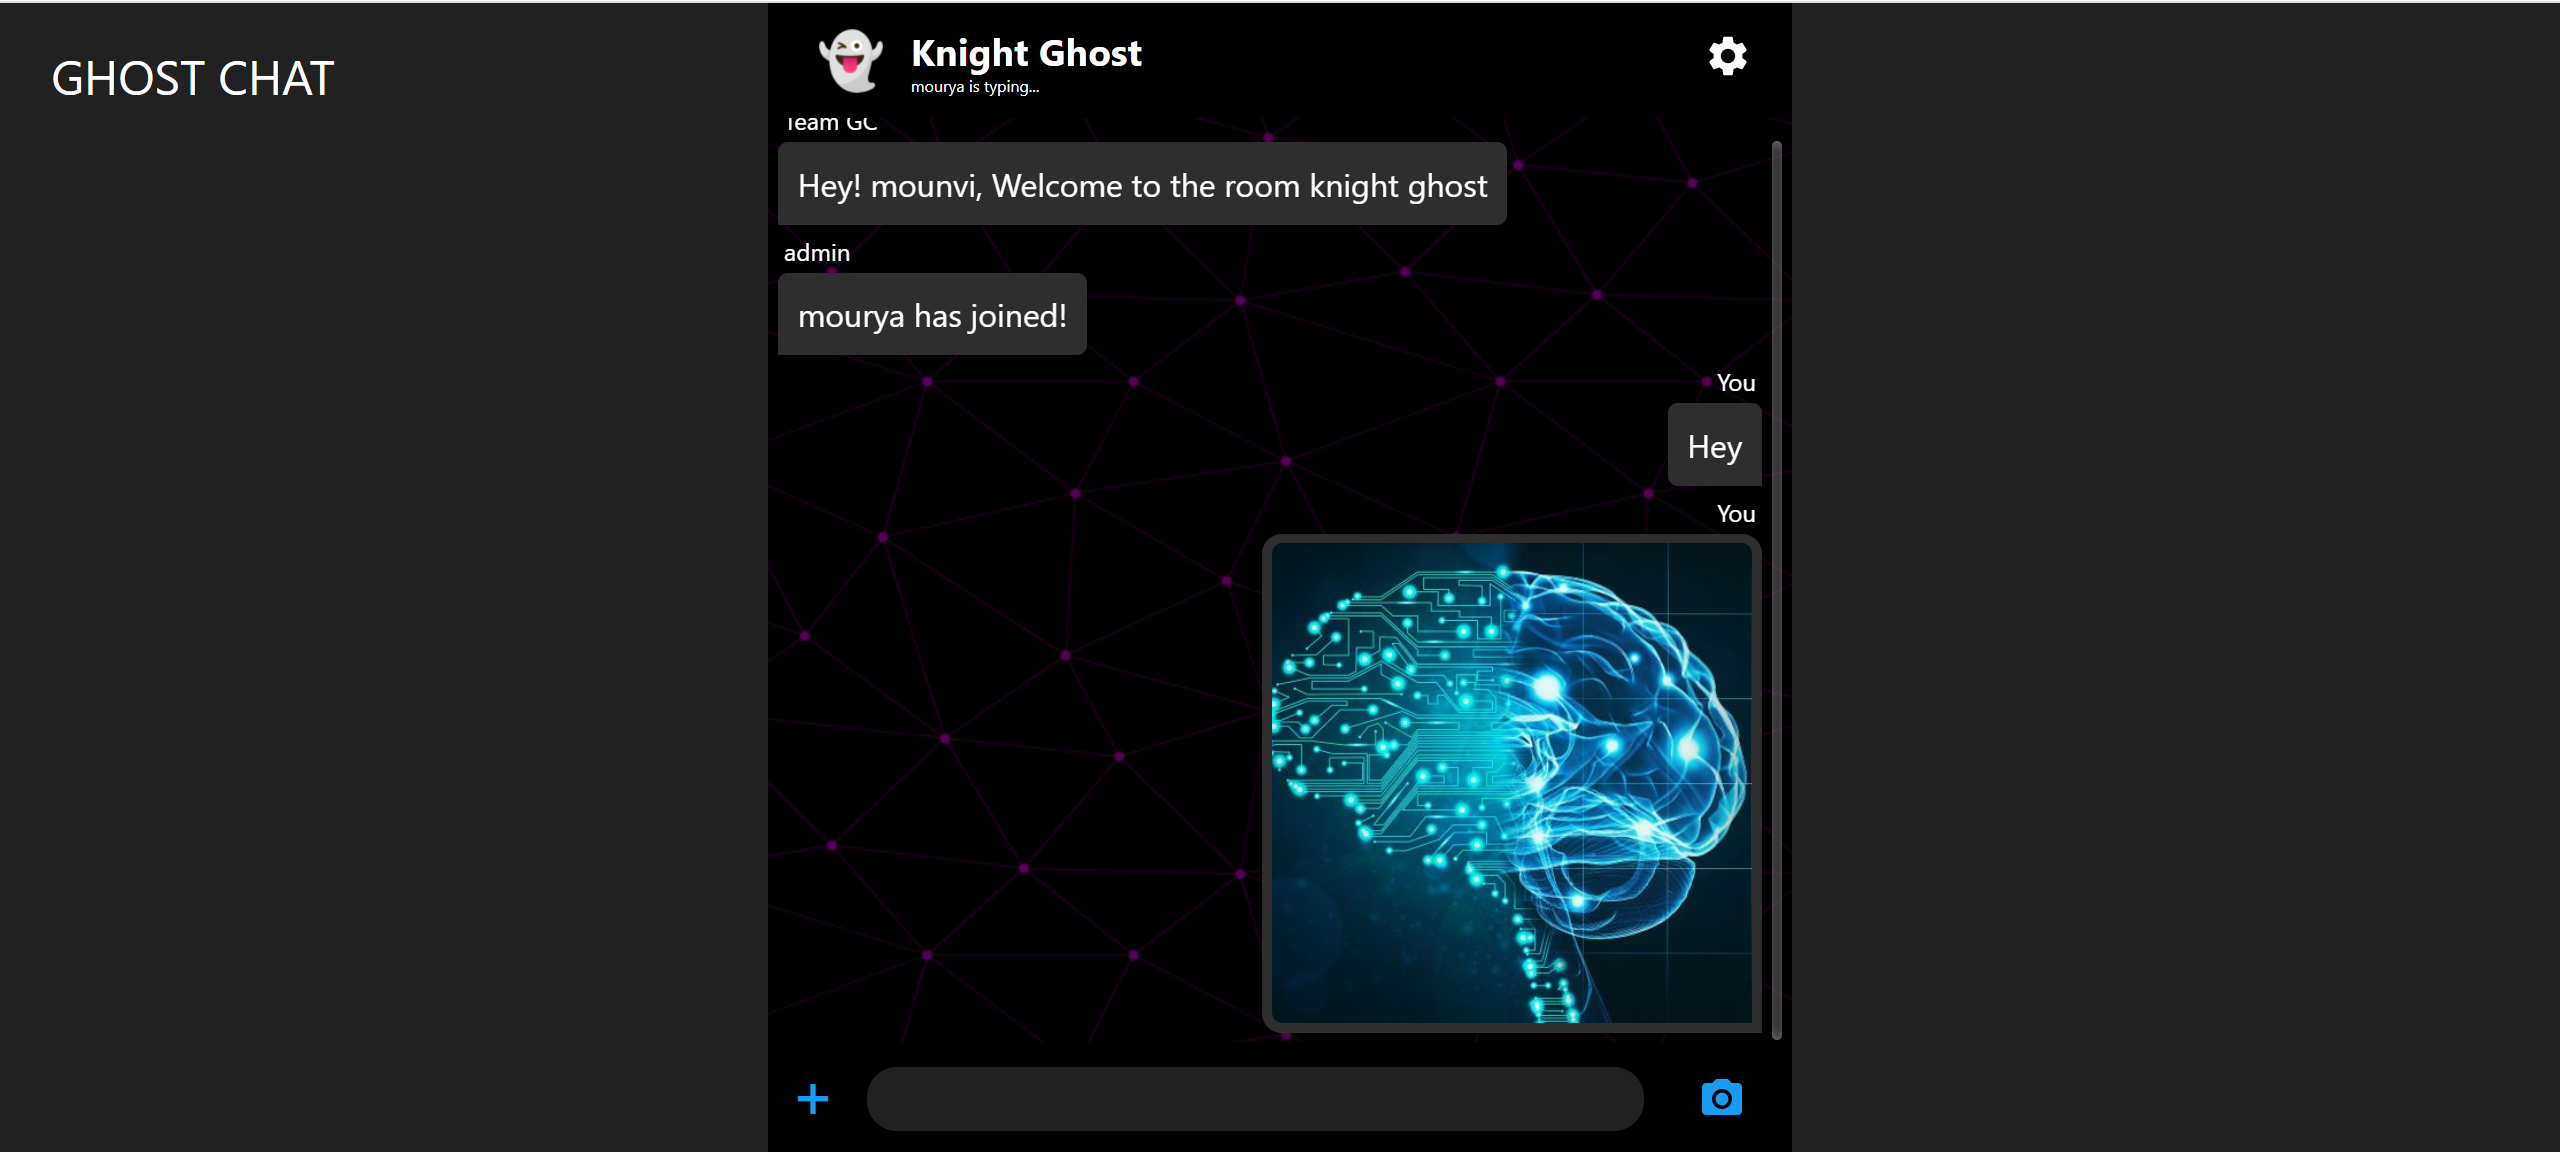 GHOST CHAT
Knight Ghost
mourya is typing...
Team GC
Hey! mounvi, Welcome to the room knight ghost
admin
mourya has joined!
You
Hey
You